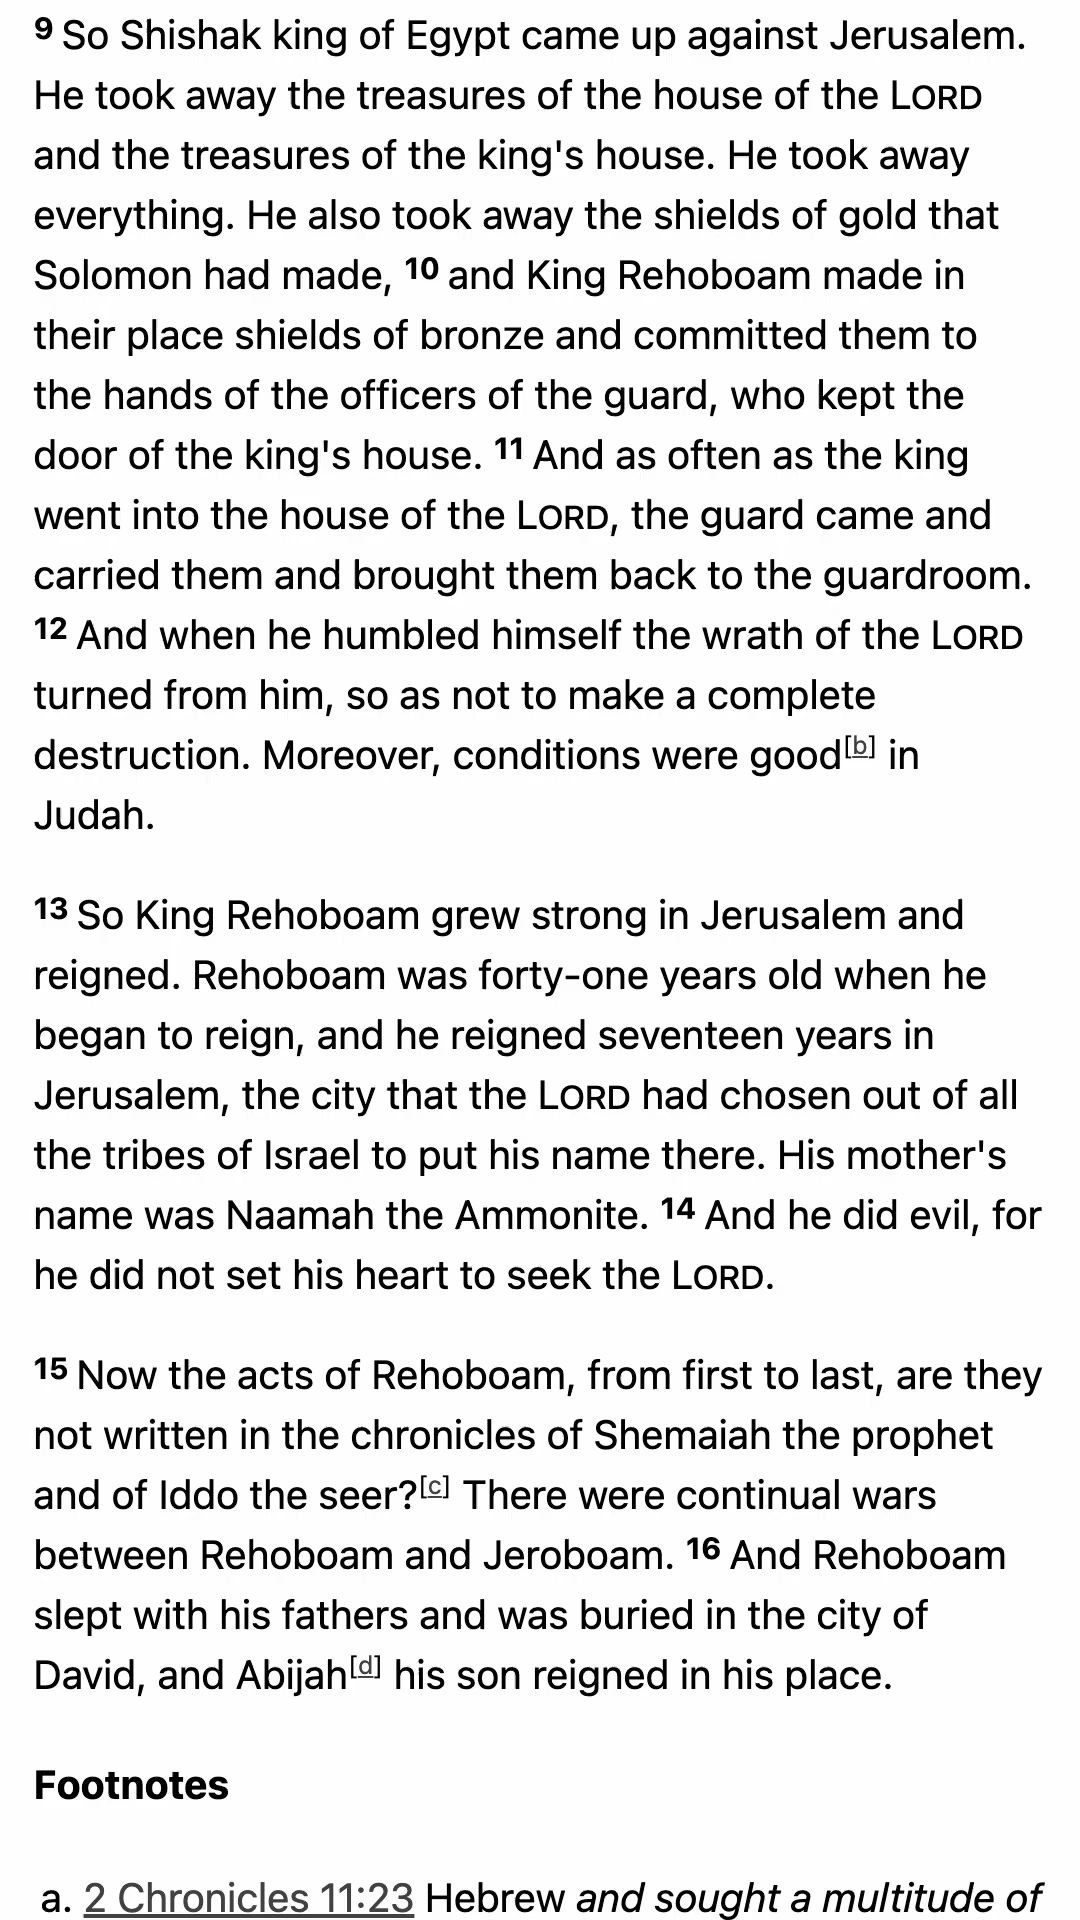 9 So Shishak king of Egypt came up against Jerusalem.
He took away the treasures of the house of the LORD
and the treasures of the king's house. He took away
everything. He also took away the shields of gold that
Solomon had made, 10 and King Rehoboam made in
their place shields of bronze and committed them to
the hands of the officers of the guard, who kept the
door of the king's house. 11 And as often as the king
went into the house of the LORD, the guard came and
carried them and brought them back to the guardroom.
12 And when he humbled himself the wrath of the LORD
turned from him, so as not to make a complete
destruction. Moreover, conditions were good[b] in
Judah.
13 So King Rehoboam grew strong in Jerusalem and
reigned. Rehoboam was forty-one years old when he
began to reign, and he reigned seventeen years in
Jerusalem, the city that the LORD had chosen out of all
the tribes of Israel to put his name there. His mother's
name was Naamah the Ammonite. 14 And he did evil, for
he did not set his heart to seek the LORD.
15 Now the acts of Rehoboam, from first to last, are they
not written in the chronicles of Shemaiah the prophet
and of Iddo the seer?[c] There were continual wars
between Rehoboam and Jeroboam. 16 And Rehoboam
slept with his fathers and was buried in the city of
David, and Abijah[d] his son reigned in his place.
Footnotes
a. 2 Chronicles 11:23 Hebrew and sought a multitude of